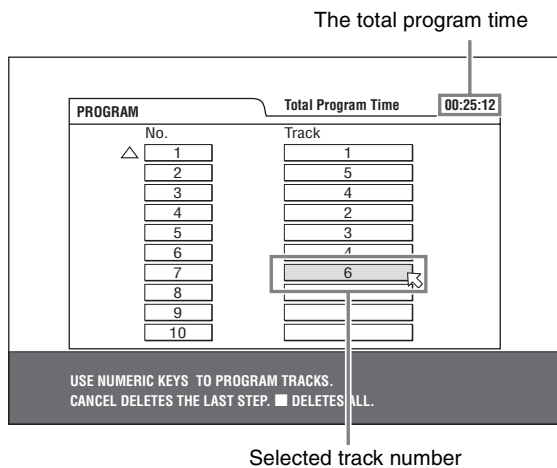 The total program time
PROGRAM Total Program Time 00:25:12
No. Track
1 1
2 5
3 4
4 2
5 3
6 4
7 6
8
9
10
USE NUMERIC KEYS TO PROGRAM TRACKS.
CANCEL DELETES THE LAST STEP. ■ DELETES ALL.
Selected track number